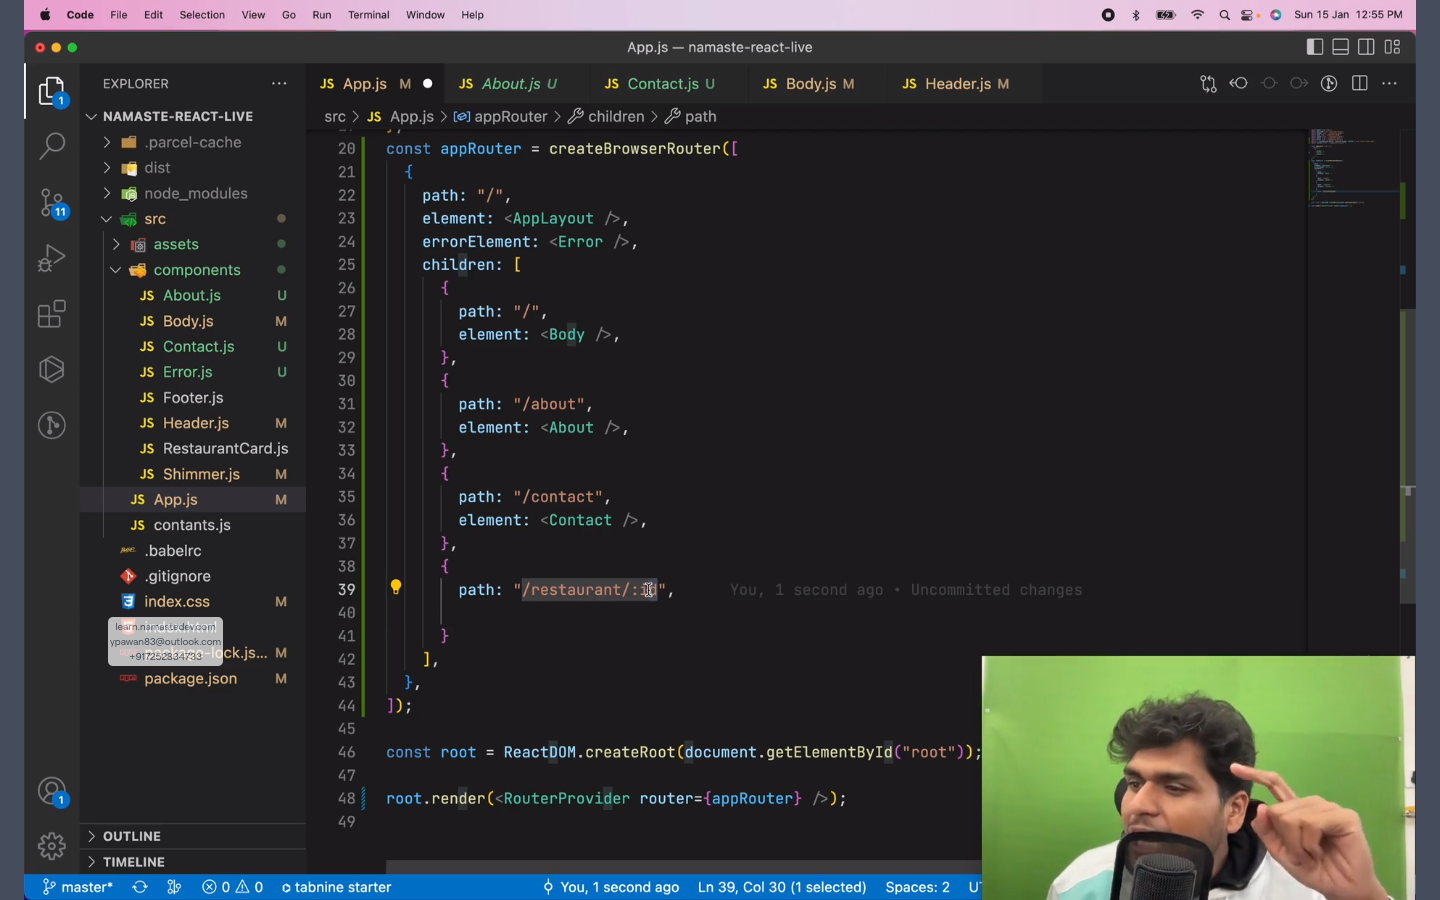 Code File Edit Selection View Go Run Terminal Window Help Sun 15 Jan 12:55 PM
App.js — namaste-react-live
EXPLORER
App.js M
About.js U
Contact.js U
Body.js M
Header.js M
src > JS App.js > appRouter > children > path
NAMASTE-REACT-LIVE
.parcel-cache
dist
node_modules
src
assets
components
JS About.js U
JS Body.js M
JS Contact.js U
JS Error.js U
JS Footer.js
JS Header.js M
JS RestaurantCard.js
JS Shimmer.js M
JS App.js M
JS contants.js
.babelrc
.gitignore
index.css M
M
package-lock.js... M
package.json M
learn.namastedev.com
ypawan83@outlook.com
OUTLINE
TIMELINE
20 const appRouter = createBrowserRouter([
21 {
22 path: "/",
23 element: <AppLayout />,
24 errorElement: <Error />,
25 children: [
26 {
27 path: "/",
28 element: <Body />,
29 },
30 {
31 path: "/about",
32 element: <About />,
33 },
34 {
35 path: "/contact",
36 element: <Contact />,
37 },
38 {
39 path: "/restaurant/:id", You, 1 second ago • Uncommitted changes
40
41 }
42 ],
43 },
44 ]);
45
46 const root = ReactDOM.createRoot(document.getElementById("root"));
47
48 root.render(<RouterProvider router={appRouter} />);
49
1
11
1
master* 0 0 tabnine starter You, 1 second ago Ln 39, Col 30 (1 selected) Spaces: 2